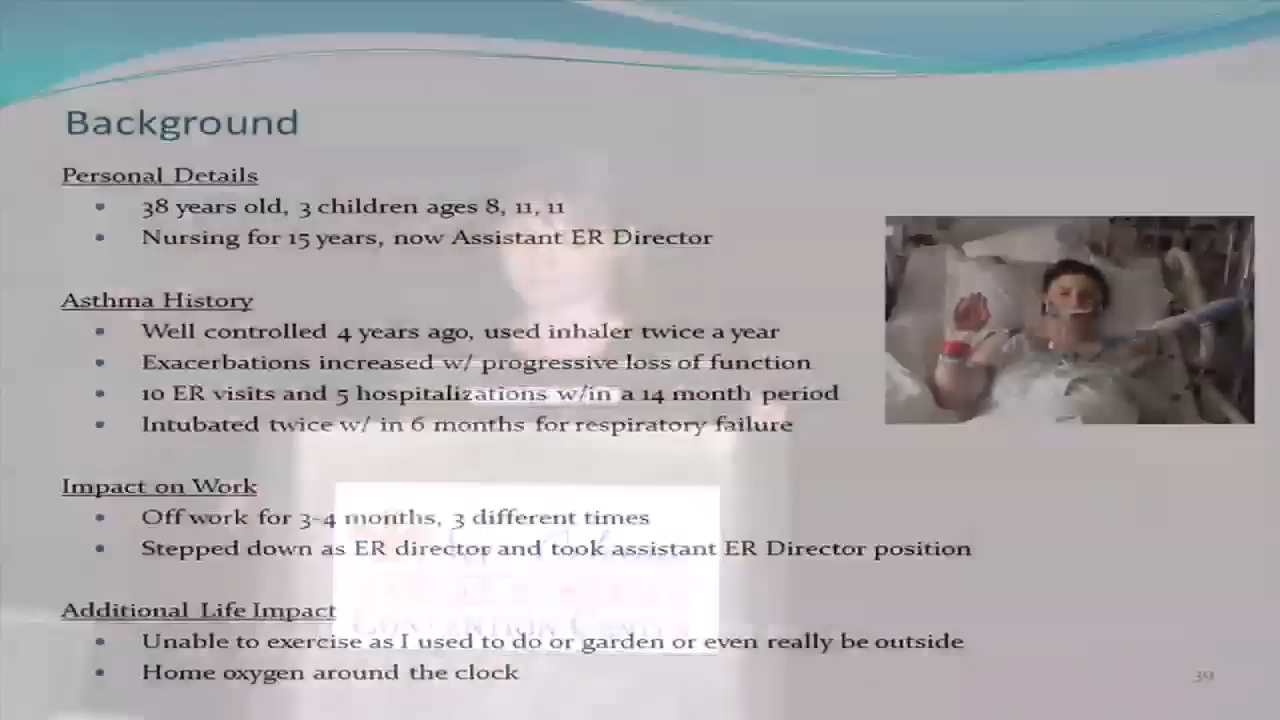 Background
Personal Details
• 38 years old, 3 children ages 8, 11, 11
• Nursing for 15 years, now Assistant ER Director
Asthma History
• Well controlled 4 years ago, used inhaler twice a year
• Exacerbations increased w/ progressive loss of function
• 10 ER visits and 5 hospitalizations w/in a 14 month period
• Intubated twice w/ in 6 months for respiratory failure
Impact on Work
• Off work for 3-4 months, 3 different times
• Stepped down as ER director and took assistant ER Director position
Additional Life Impact
• Unable to exercise as I used to do or garden or even really be outside
• Home oxygen around the clock
39